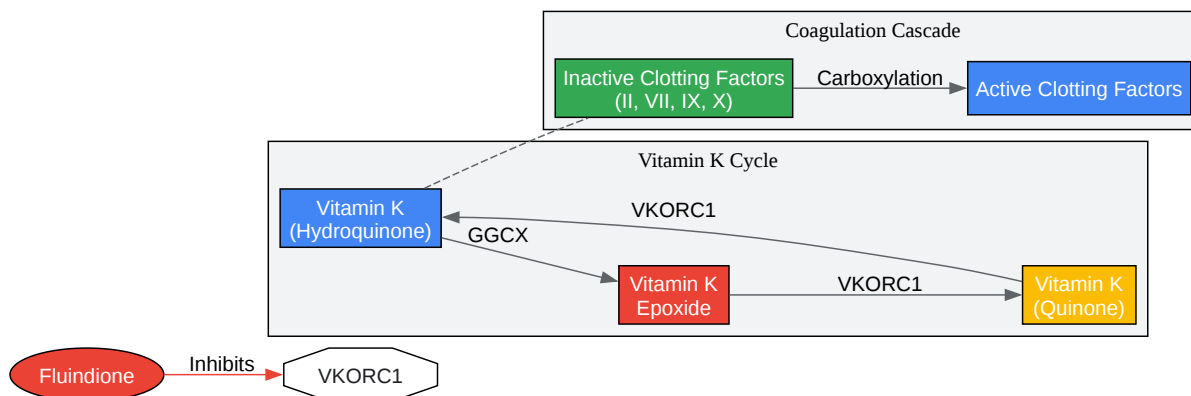 Coagulation Cascade
Inactive Clotting Factors
(II, VII, IX, X)
Carboxylation
Active Clotting Factors
Vitamin K Cycle
Vitamin K
(Hydroquinone)
VKORC1
GGCX
Vitamin K
Epoxide
VKORC1
Vitamin K
(Quinone)
Fluindione
Inhibits
VKORC1